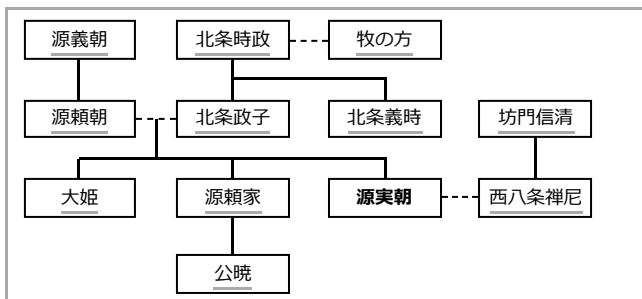 源義朝
北条時政
牧の方
源頼朝
北条政子
北条義時
坊門信清
大姫
源頼家
源実朝
西八条禅尼
公暁